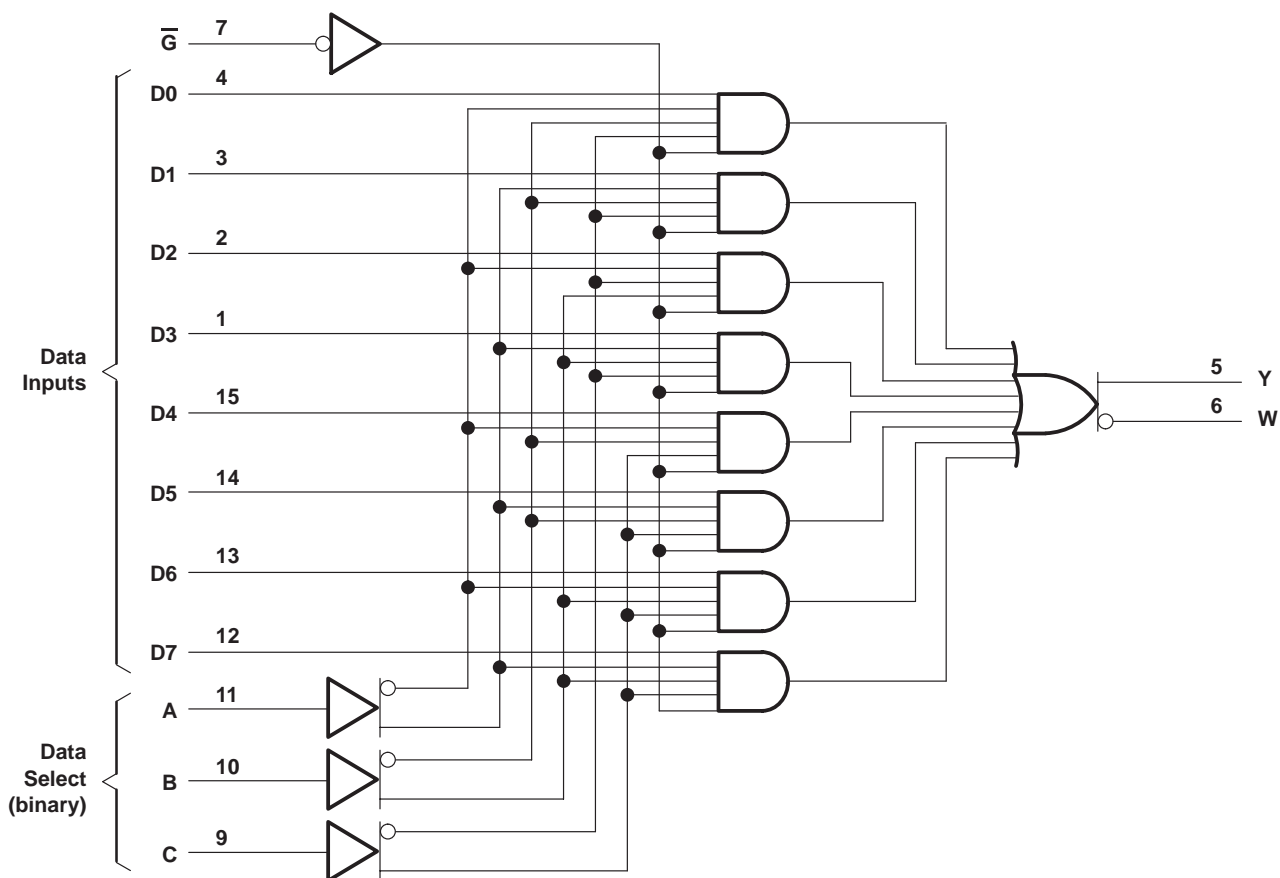 G 7
D0 4
D1 3
D2 2
D3 1
Data
Inputs
D4 15
D5 14
D6 13
D7 12
5 Y
6 W
A 11
Data
Select
(binary)
B 10
C 9